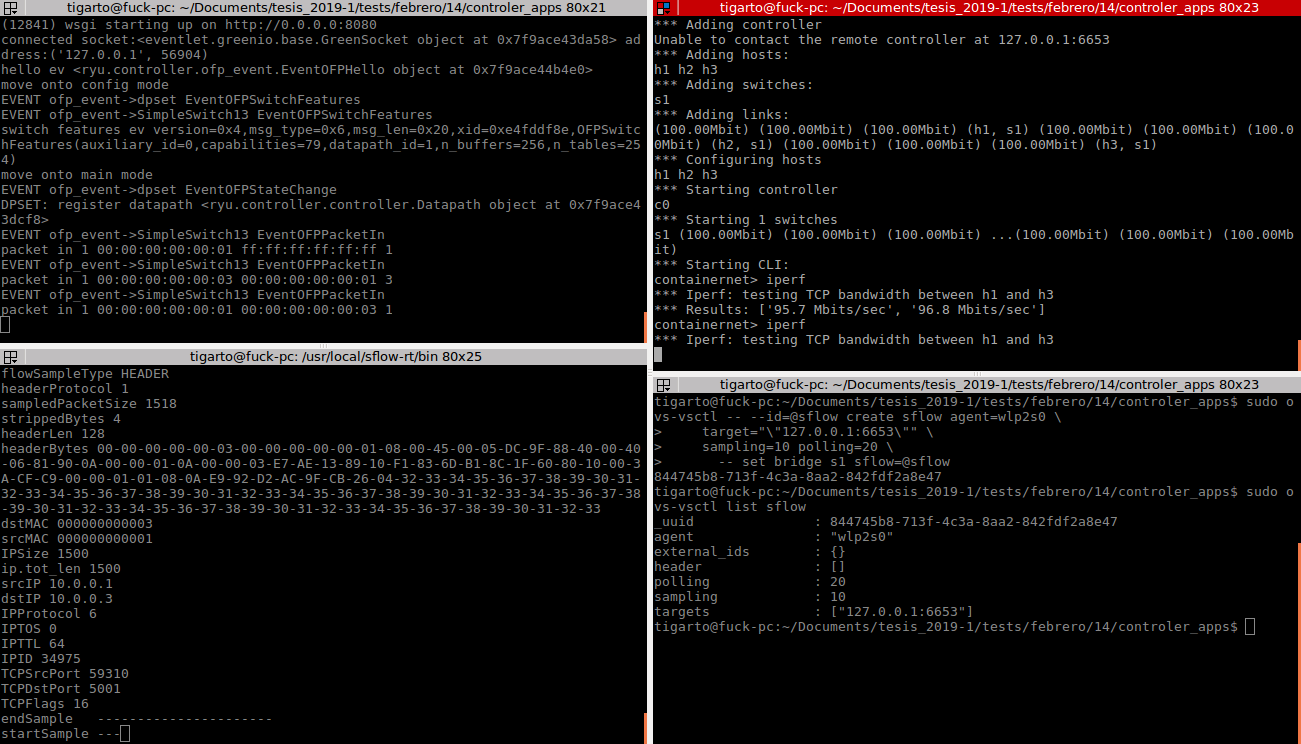 tigarto@fuck-pc: ~/Documents/tesis_2019-1/tests/febrero/14/controler_apps 80x21
(12841) wsgi starting up on http://0.0.0.0:8080
connected socket:<eventlet.greenio.base.GreenSocket object at 0x7f9ace43da58> ad
dress:('127.0.0.1', 56904)
hello ev <ryu.controller.ofp_event.EventOFPHello object at 0x7f9ace44b4e0>
move onto config mode
EVENT ofp_event->dpset EventOFPSwitchFeatures
EVENT ofp_event->SimpleSwitch13 EventOFPSwitchFeatures
switch features ev version=0x4,msg_type=0x6,msg_len=0x20,xid=0xe4fddf8e,OFPSwitc
hFeatures(auxiliary_id=0,capabilities=79,datapath_id=1,n_buffers=256,n_tables=25
4)
move onto main mode
EVENT ofp_event->dpset EventOFPStateChange
DPSET: register datapath <ryu.controller.controller.Datapath object at 0x7f9ace4
3dcf8>
EVENT ofp_event->SimpleSwitch13 EventOFPPacketIn
packet in 1 00:00:00:00:00:01 ff:ff:ff:ff:ff:ff 1
EVENT ofp_event->SimpleSwitch13 EventOFPPacketIn
packet in 1 00:00:00:00:00:03 00:00:00:00:00:01 3
EVENT ofp_event->SimpleSwitch13 EventOFPPacketIn
packet in 1 00:00:00:00:00:01 00:00:00:00:00:03 1
tigarto@fuck-pc: /usr/local/sflow-rt/bin 80x25
flowSampleType HEADER
headerProtocol 1
sampledPacketSize 1518
strippedBytes 4
headerLen 128
headerBytes 00-00-00-00-00-03-00-00-00-00-00-01-08-00-45-00-05-DC-9F-88-40-00-40
-06-81-90-0A-00-00-01-0A-00-00-03-E7-AE-13-89-10-F1-83-6D-B1-8C-1F-60-80-10-00-3
A-CF-C9-00-00-01-01-08-0A-E9-92-D2-AC-9F-CB-26-04-32-33-34-35-36-37-38-39-30-31-
32-33-34-35-36-37-38-39-30-31-32-33-34-35-36-37-38-39-30-31-32-33-34-35-36-37-38
-39-30-31-32-33-34-35-36-37-38-39-30-31-32-33-34-35-36-37-38-39-30-31-32-33
dstMAC 000000000003
srcMAC 000000000001
IPSize 1500
ip.tot_len 1500
srcIP 10.0.0.1
dstIP 10.0.0.3
IPProtocol 6
IPTOS 0
IPTTL 64
IPID 34975
TCPSrcPort 59310
TCPDstPort 5001
TCPFlags 16
endSample   ----------------------
startSample ---
tigarto@fuck-pc: ~/Documents/tesis_2019-1/tests/febrero/14/controler_apps 80x23
*** Adding controller
Unable to contact the remote controller at 127.0.0.1:6653
*** Adding hosts:
h1 h2 h3
*** Adding switches:
s1
*** Adding links:
(100.00Mbit) (100.00Mbit) (100.00Mbit) (h1, s1) (100.00Mbit) (100.00Mbit) (100.0
0Mbit) (h2, s1) (100.00Mbit) (100.00Mbit) (100.00Mbit) (h3, s1)
*** Configuring hosts
h1 h2 h3
*** Starting controller
c0
*** Starting 1 switches
s1 (100.00Mbit) (100.00Mbit) (100.00Mbit) ...(100.00Mbit) (100.00Mbit) (100.00Mb
it)
*** Starting CLI:
containernet> iperf
*** Iperf: testing TCP bandwidth between h1 and h3
*** Results: ['95.7 Mbits/sec', '96.8 Mbits/sec']
containernet> iperf
*** Iperf: testing TCP bandwidth between h1 and h3
tigarto@fuck-pc: ~/Documents/tesis_2019-1/tests/febrero/14/controler_apps 80x23
tigarto@fuck-pc:~/Documents/tesis_2019-1/tests/febrero/14/controler_apps$ sudo o
vs-vsctl -- --id=@sflow create sflow agent=wlp2s0 \
>     target="\"127.0.0.1:6653\"" \
>     sampling=10 polling=20 \
>       -- set bridge s1 sflow=@sflow
844745b8-713f-4c3a-8aa2-842fdf2a8e47
tigarto@fuck-pc:~/Documents/tesis_2019-1/tests/febrero/14/controler_apps$ sudo o
vs-vsctl list sflow
_uuid               : 844745b8-713f-4c3a-8aa2-842fdf2a8e47
agent               : "wlp2s0"
external_ids        : {}
header              : []
polling             : 20
sampling            : 10
targets             : ["127.0.0.1:6653"]
tigarto@fuck-pc:~/Documents/tesis_2019-1/tests/febrero/14/controler_apps$